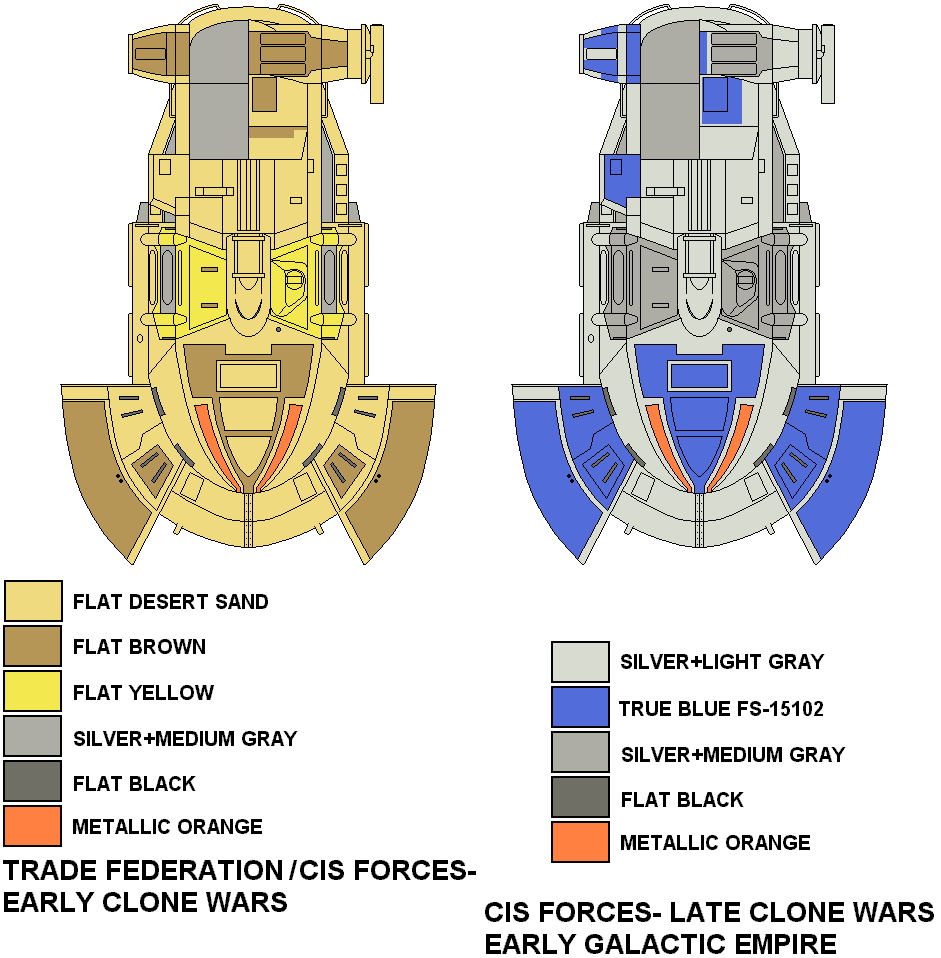 FLAT DESERT SAND
FLAT BROWN
FLAT YELLOW
SILVER+MEDIUM GRAY
FLAT BLACK
METALLIC ORANGE
TRADE FEDERATION/CIS FORCES-
EARLY CLONE WARS
SILVER+LIGHT GRAY
TRUE BLUE FS-15102
SILVER+MEDIUM GRAY
FLAT BLACK
METALLIC ORANGE
CIS FORCES- LATE CLONE WARS
EARLY GALACTIC EMPIRE